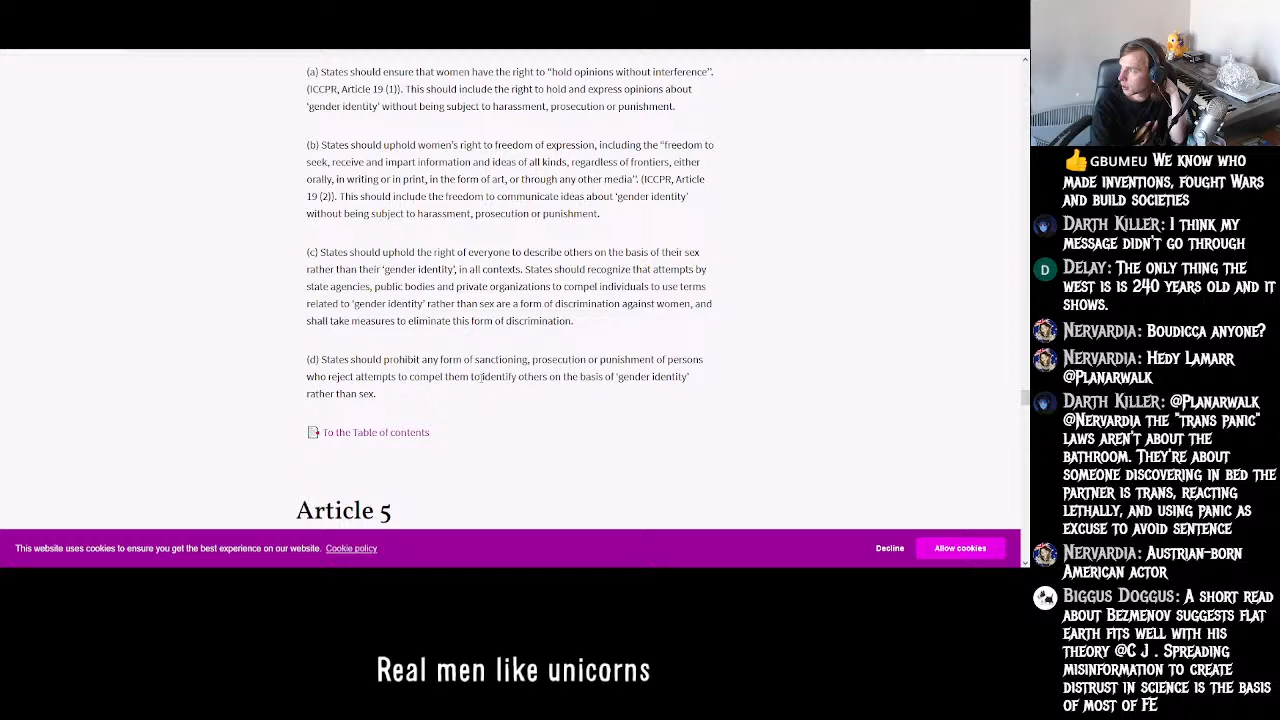 (a) States should ensure that women have the right to “hold opinions without interference”.
(ICCPR, Article 19 (1)). This should include the right to hold and express opinions about
‘gender identity’ without being subject to harassment, prosecution or punishment.
(b) States should uphold women’s right to freedom of expression, including the “freedom to
seek, receive and impart information and ideas of all kinds, regardless of frontiers, either
orally, in writing or in print, in the form of art, or through any other media”. (ICCPR, Article
19 (2)). This should include the freedom to communicate ideas about ‘gender identity’
without being subject to harassment, prosecution or punishment.
(c) States should uphold the right of everyone to describe others on the basis of their sex
rather than their ‘gender identity’, in all contexts. States should recognize that attempts by
state agencies, public bodies and private organizations to compel individuals to use terms
related to ‘gender identity’ rather than sex are a form of discrimination against women, and
shall take measures to eliminate this form of discrimination.
(d) States should prohibit any form of sanctioning, prosecution or punishment of persons
who reject attempts to compel them to identify others on the basis of ‘gender identity’
rather than sex.
To the Table of contents
Article 5
This website uses cookies to ensure you get the best experience on our website. Cookie policy
Decline
Allow cookies
Real men like unicorns
GBUMEU We know who
made inventions, fought Wars
and build societies
Darth Killer: I think my
message didn't go through
D
Delay: The only thing the
west is is 240 years old and it
shows.
Nervardia: Boudicca anyone?
Nervardia: Hedy Lamarr
@Planarwalk
Darth Killer: @Planarwalk
@Nervardia the "trans panic"
laws aren't about the
bathroom. They're about
someone discovering in bed the
partner is trans, reacting
lethally, and using panic as
excuse to avoid sentence
Nervardia: Austrian-born
American actor
Biggus Doggus: A short read
about Bezmenov suggests flat
earth fits well with his
theory @C J . Spreading
misinformation to create
distrust in science is the basis
of most of FE